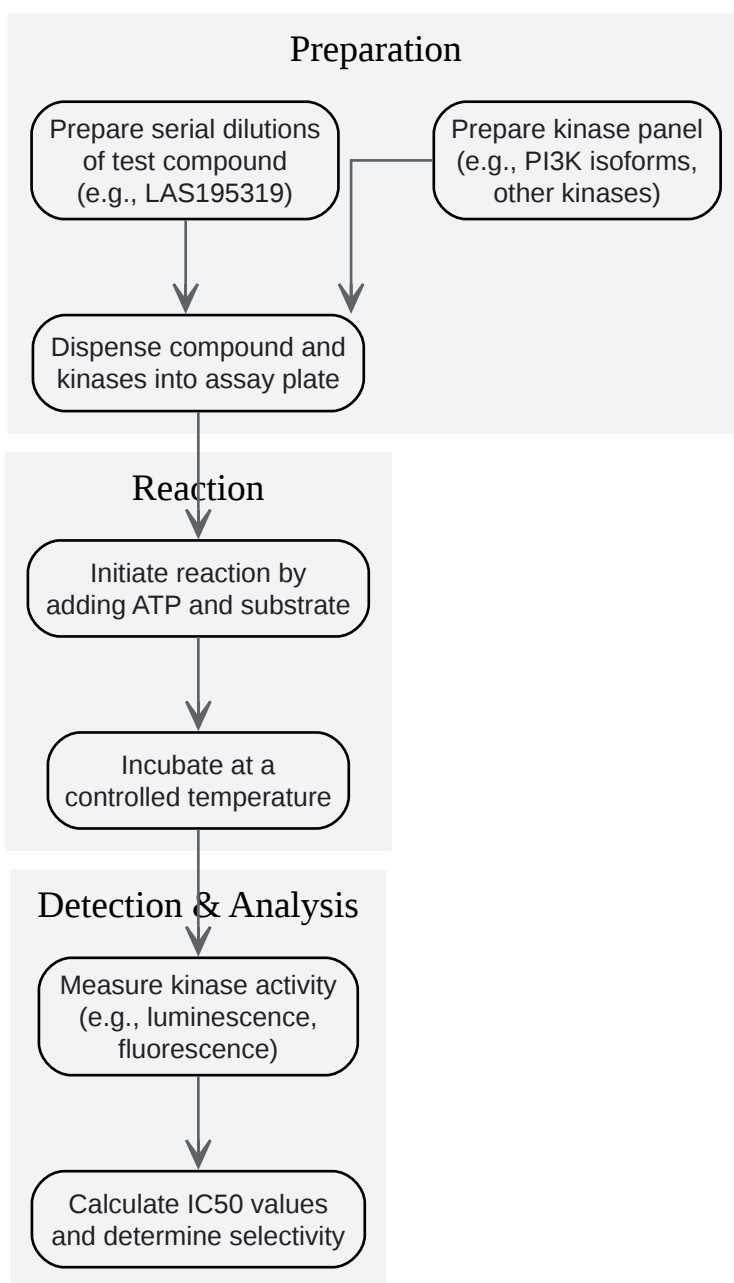 Preparation
Prepare serial dilutions
of test compound
(e.g., LAS195319)
Prepare kinase panel
(e.g., PI3K isoforms,
other kinases)
Dispense compound and
kinases into assay plate
Reaction
Initiate reaction by
adding ATP and substrate
Incubate at a
controlled temperature
Detection & Analysis
Measure kinase activity
(e.g., luminescence,
fluorescence)
Calculate IC50 values
and determine selectivity